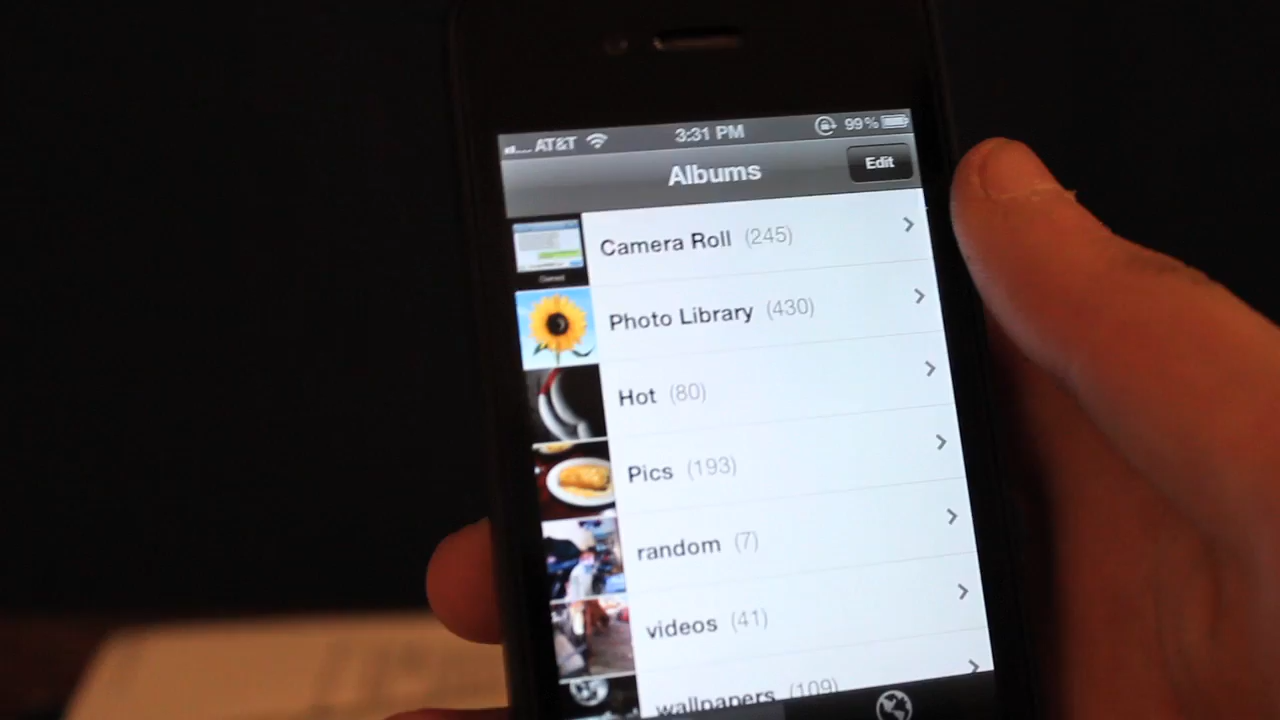 AT&T 3:31 PM 99%
Albums Edit
Camera Roll (245)
Photo Library (430)
Hot (80)
Pics (193)
random (7)
videos (41)
wallpapers (109)